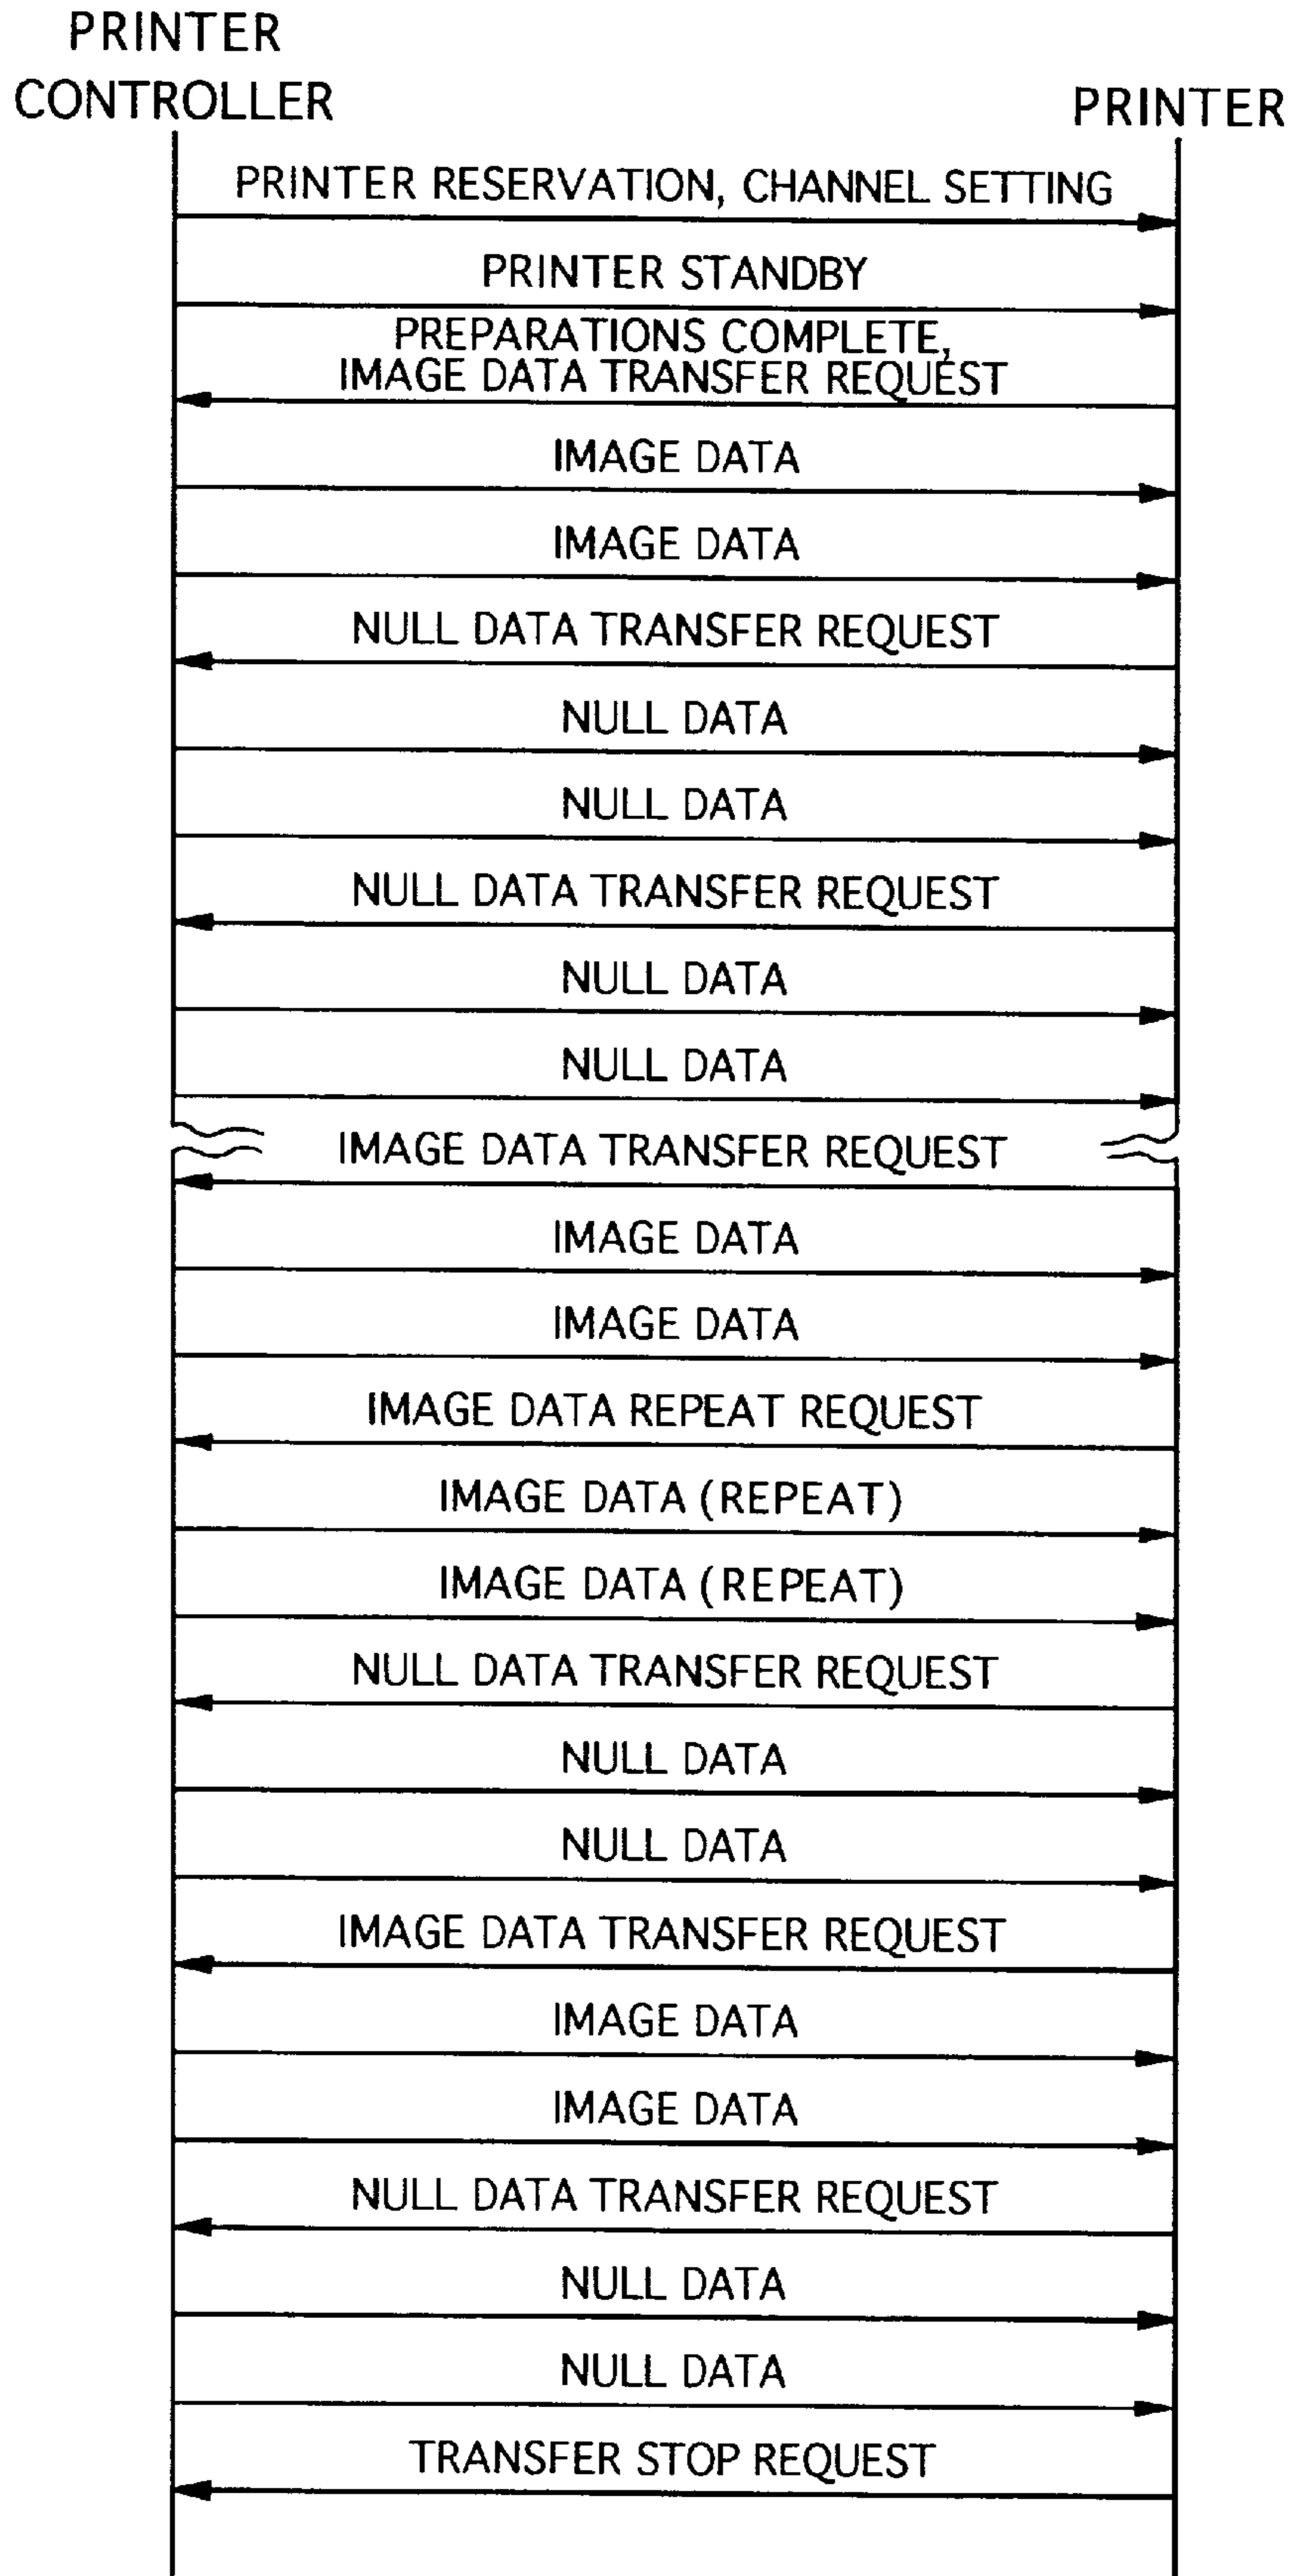 PRINTER
CONTROLLER
PRINTER
PRINTER RESERVATION, CHANNEL SETTING
PRINTER STANDBY
PREPARATIONS COMPLETE,
IMAGE DATA TRANSFER REQUEST
IMAGE DATA
IMAGE DATA
NULL DATA TRANSFER REQUEST
NULL DATA
NULL DATA
NULL DATA TRANSFER REQUEST
NULL DATA
NULL DATA
IMAGE DATA TRANSFER REQUEST
IMAGE DATA
IMAGE DATA
IMAGE DATA REPEAT REQUEST
IMAGE DATA (REPEAT)
IMAGE DATA (REPEAT)
NULL DATA TRANSFER REQUEST
NULL DATA
NULL DATA
IMAGE DATA TRANSFER REQUEST
IMAGE DATA
IMAGE DATA
NULL DATA TRANSFER REQUEST
NULL DATA
NULL DATA
TRANSFER STOP REQUEST